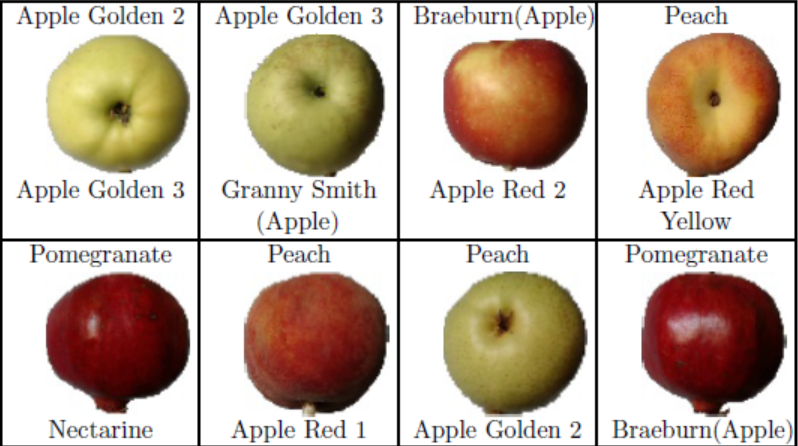 Apple Golden 2
Apple Golden 3
Braeburn(Apple)
Peach
Apple Golden 3
Granny Smith
(Apple)
Apple Red 2
Apple Red
Yellow
Pomegranate
Peach
Peach
Pomegranate
Nectarine
Apple Red 1
Apple Golden 2
Braeburn(Apple)